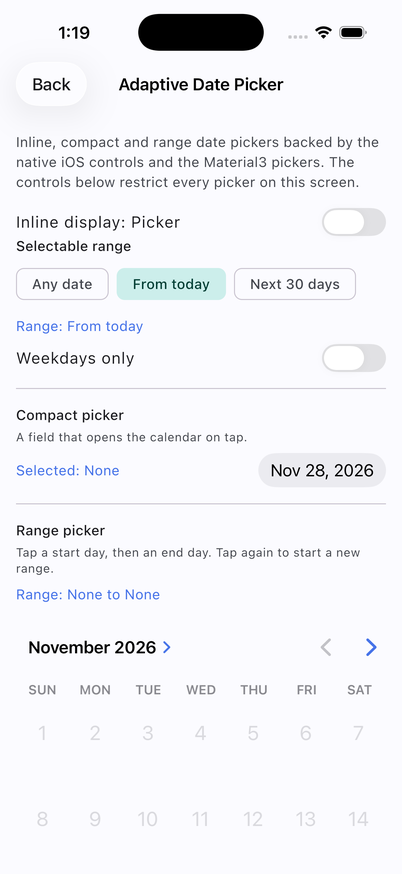 1:19
Back
Adaptive Date Picker
Inline, compact and range date pickers backed by the
native iOS controls and the Material3 pickers. The
controls below restrict every picker on this screen.
Inline display: Picker
Selectable range
Any date
From today
Next 30 days
Range: From today
Weekdays only
Compact picker
A field that opens the calendar on tap.
Selected: None
Nov 28, 2026
Range picker
Tap a start day, then an end day. Tap again to start a new
range.
Range: None to None
November 2026
SUN MON TUE WED THU FRI SAT
1 2 3 4 5 6 7
8 9 10 11 12 13 14